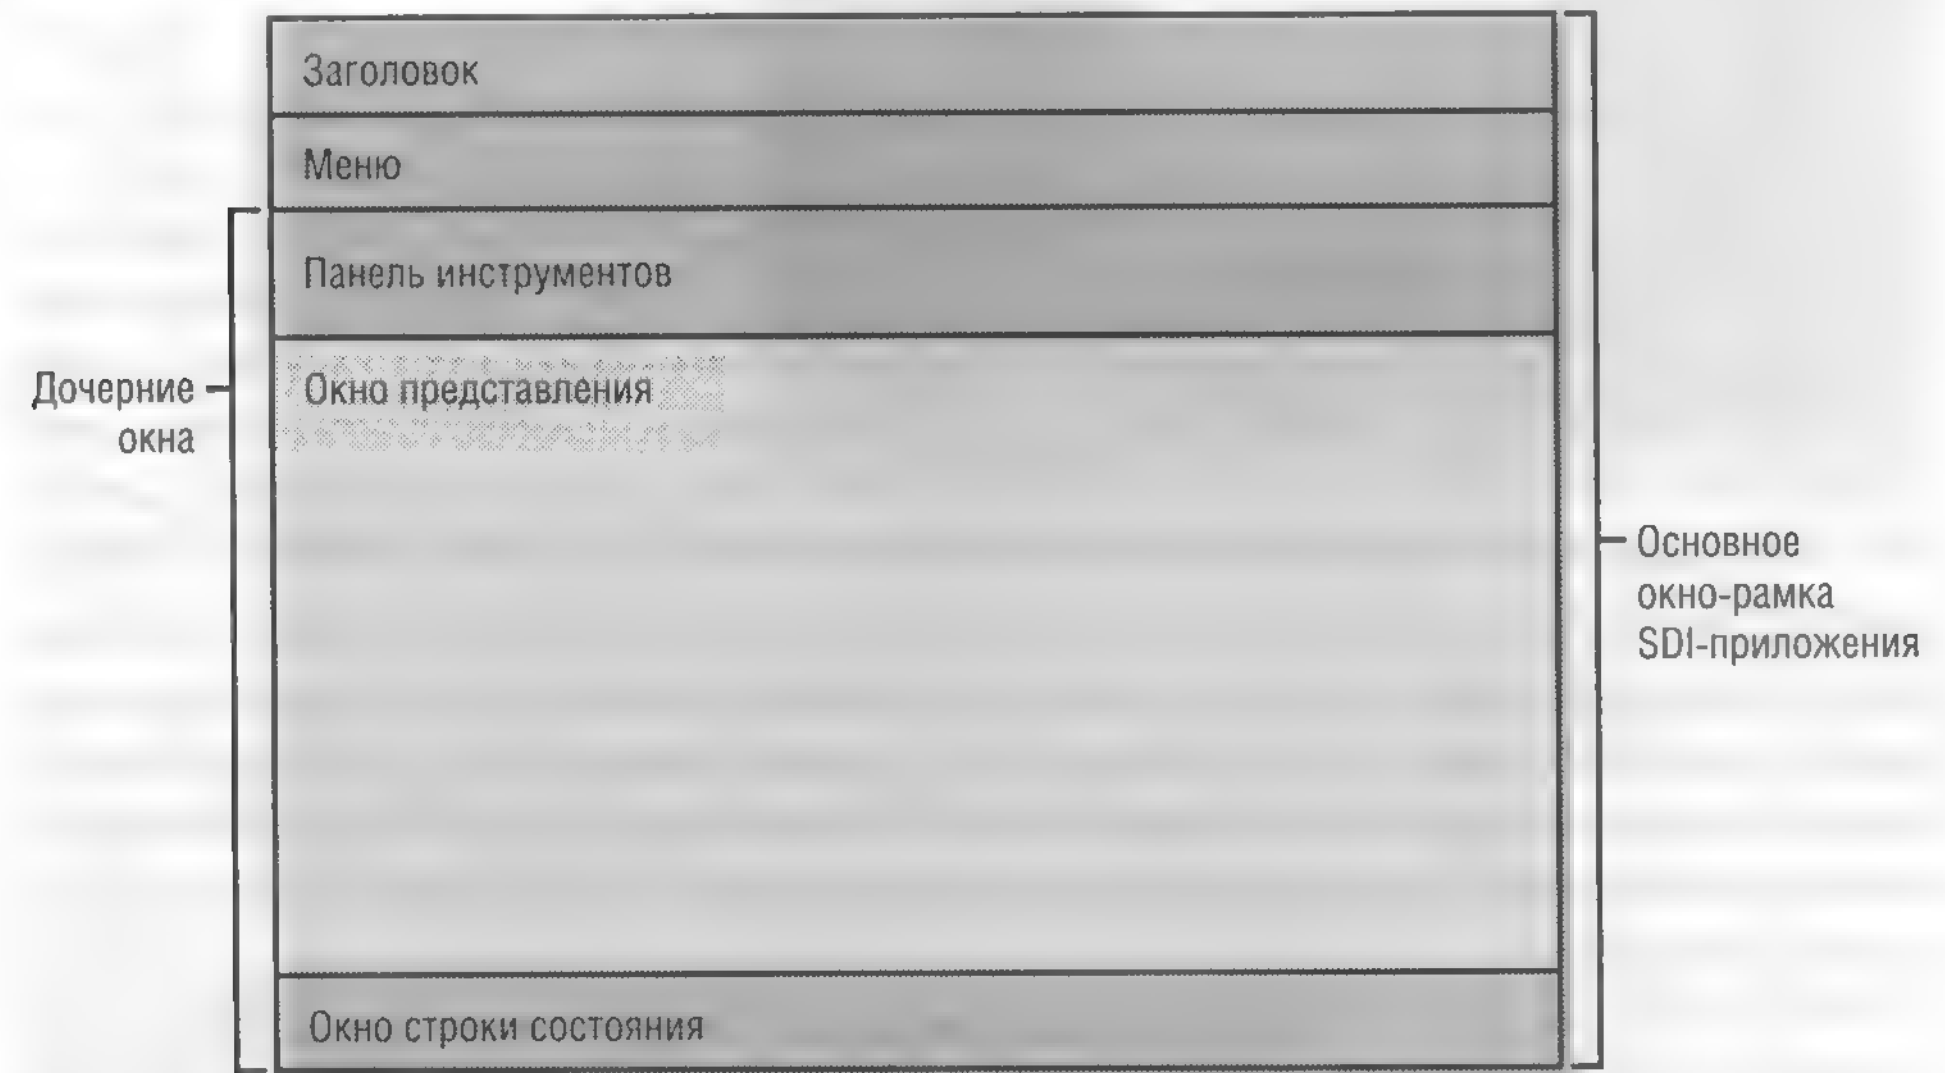 Заголовок
Меню
Панель инструментов
Окно представления
Дочерние
окна
Основное
окно-рамка
SDI-приложения
Окно строки состояния